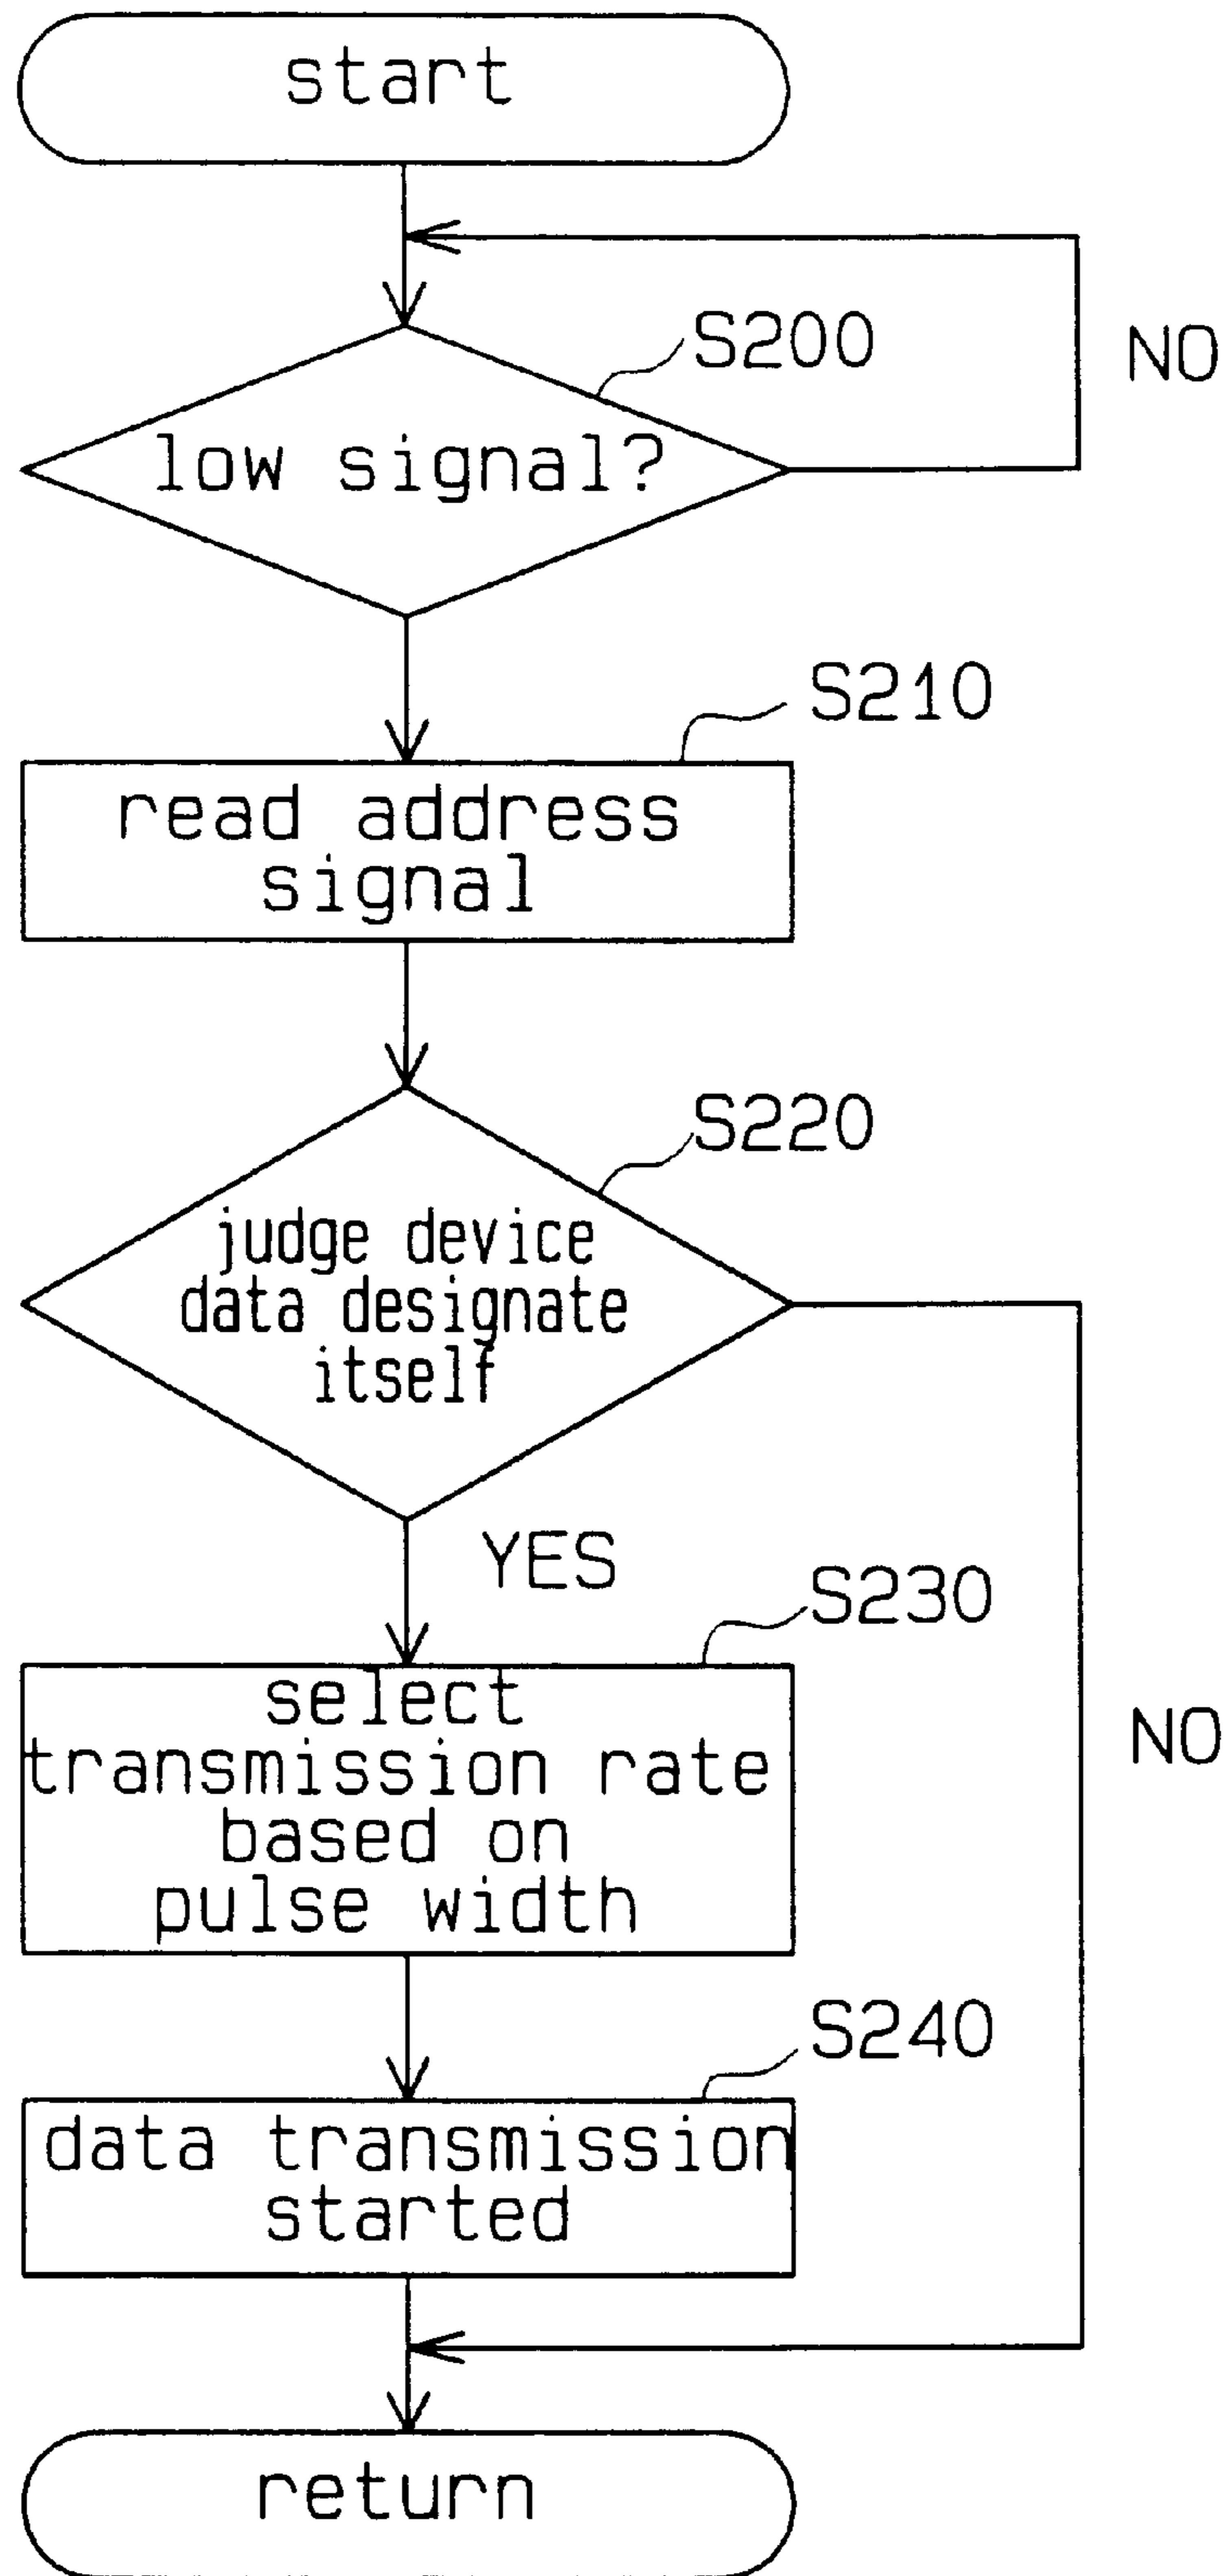 start
S200
NO
low signal?
S210
read address
signal
S220
judge device
data designate
itself
YES
S230
select
transmission rate
based on
pulse width
NO
S240
data transmission
started
return